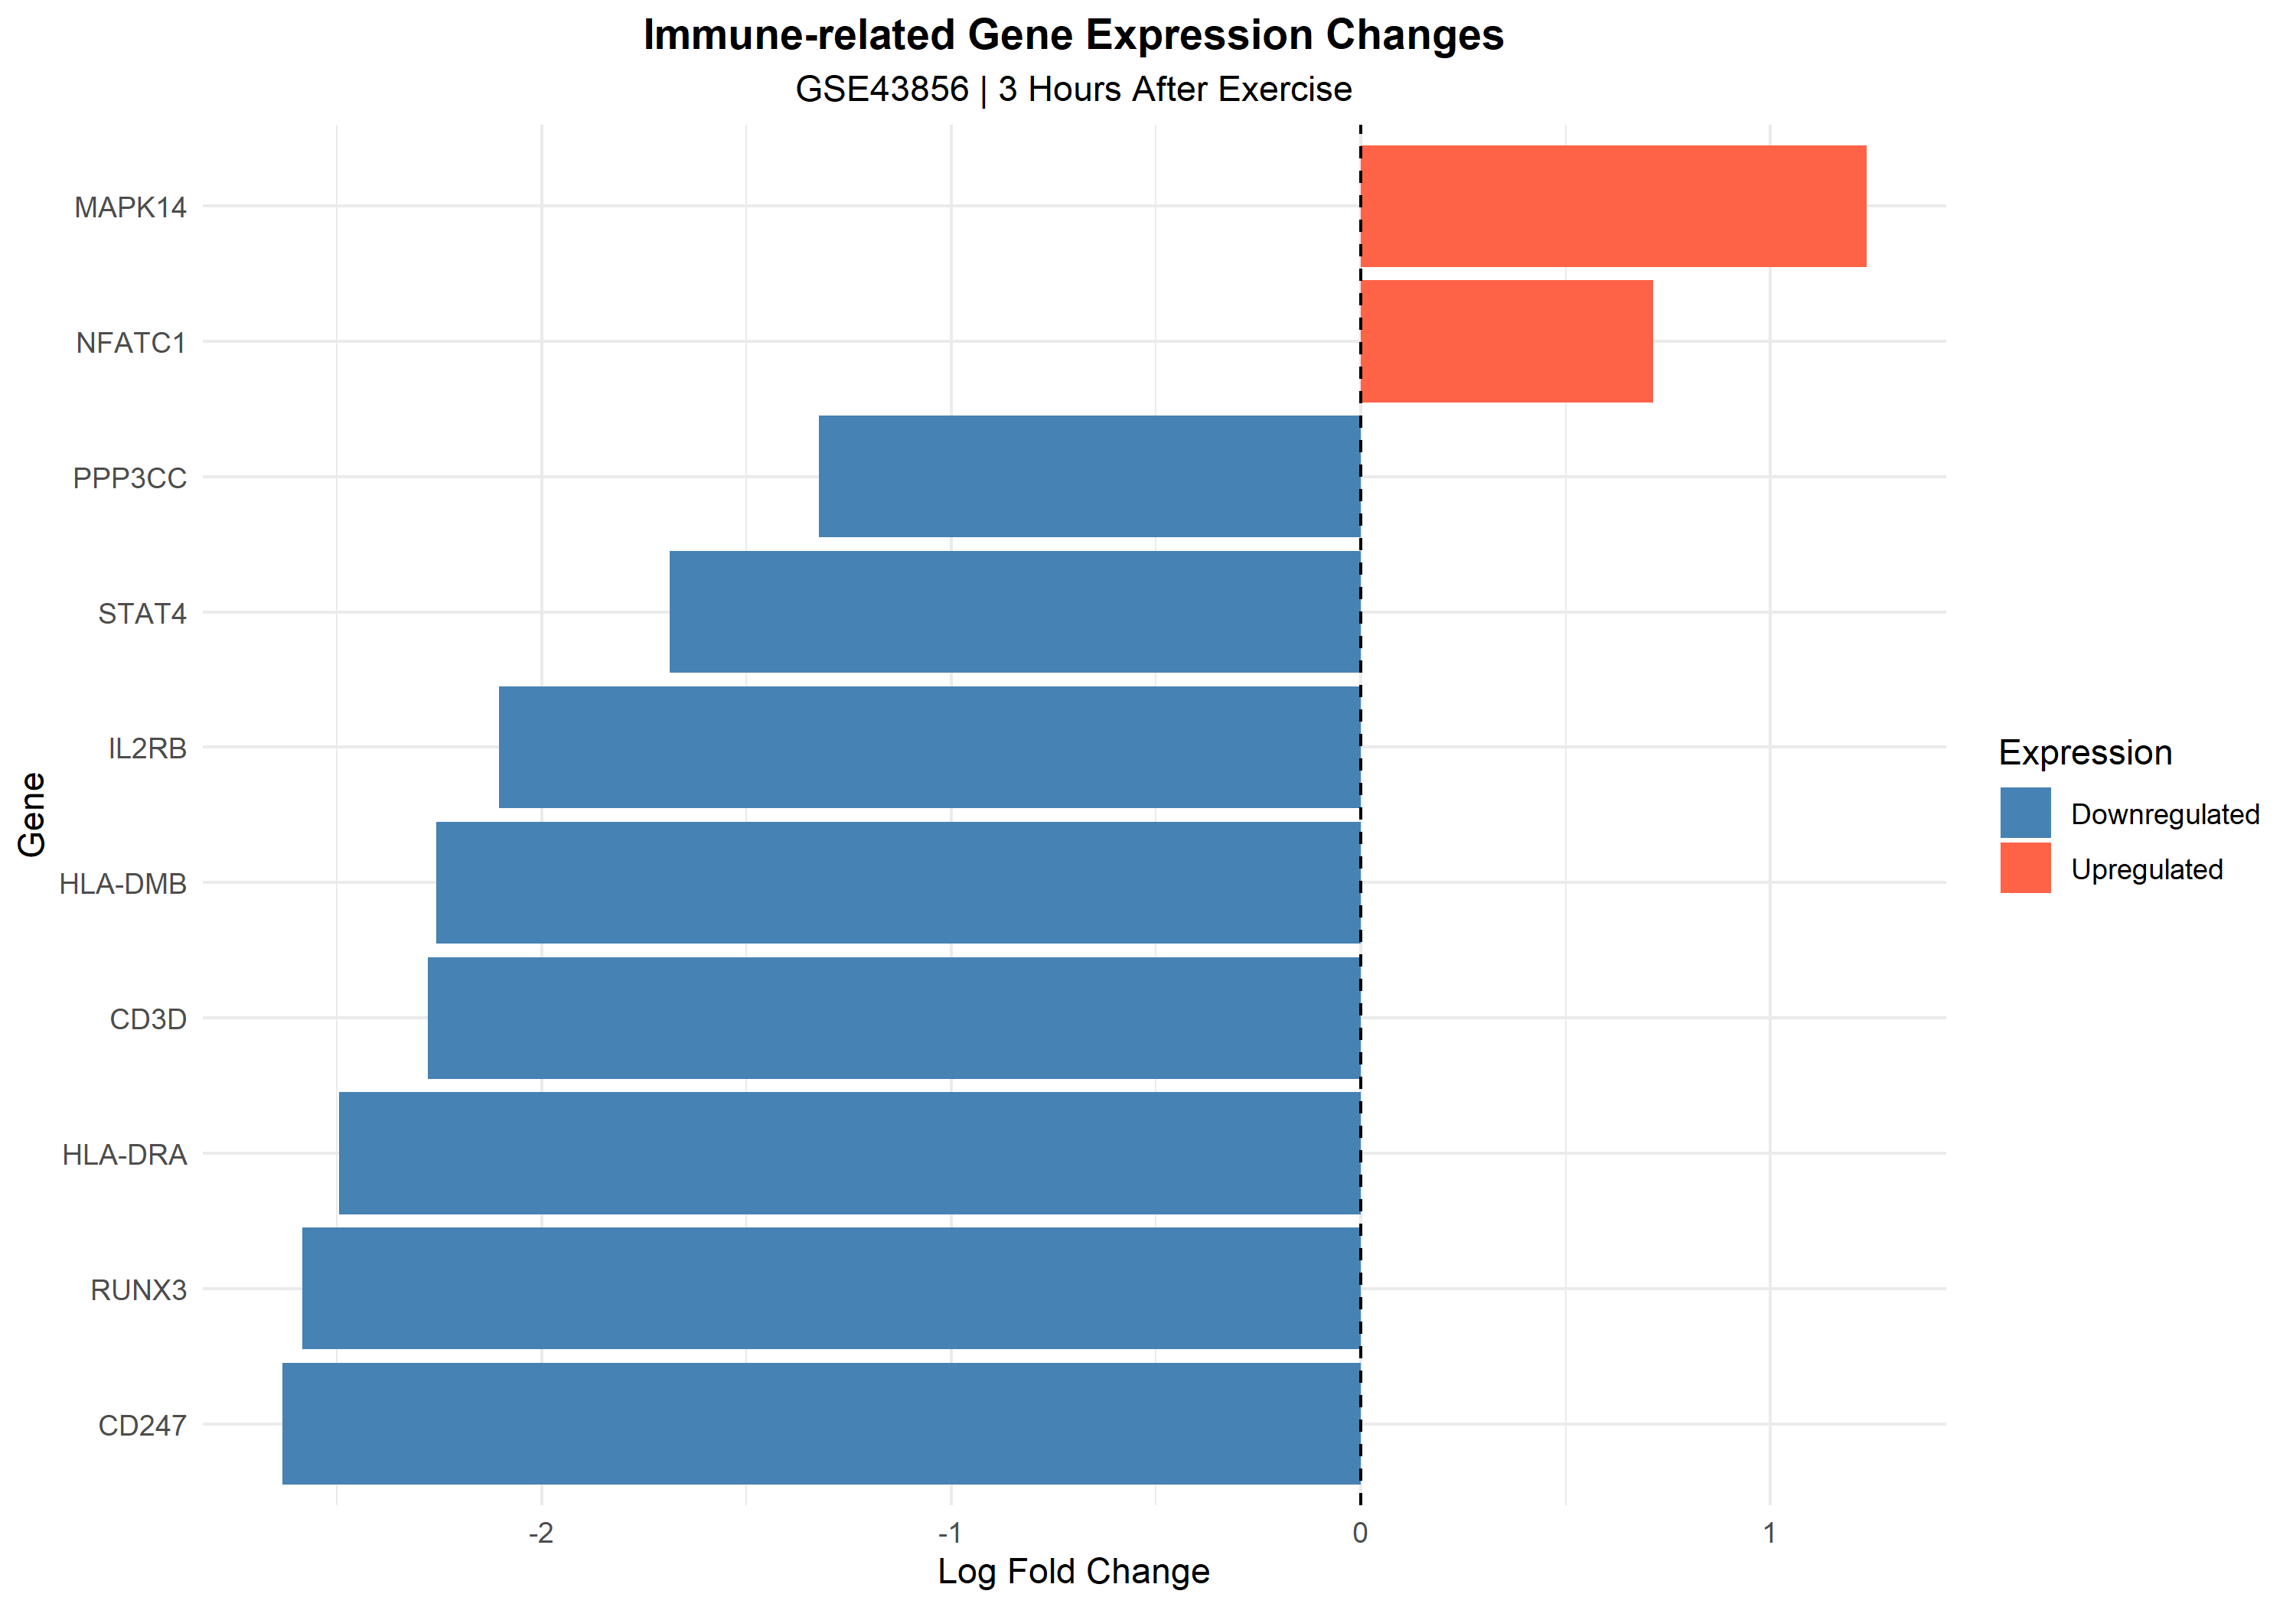 Immune-related Gene Expression Changes
GSE43856 | 3 Hours After Exercise
MAPK14
NFATC1
PPP3CC
STAT4
IL2RB
HLA-DMB
CD3D
HLA-DRA
RUNX3
CD247
Gene
-2
-1
0
1
Log Fold Change
Expression
Downregulated
Upregulated